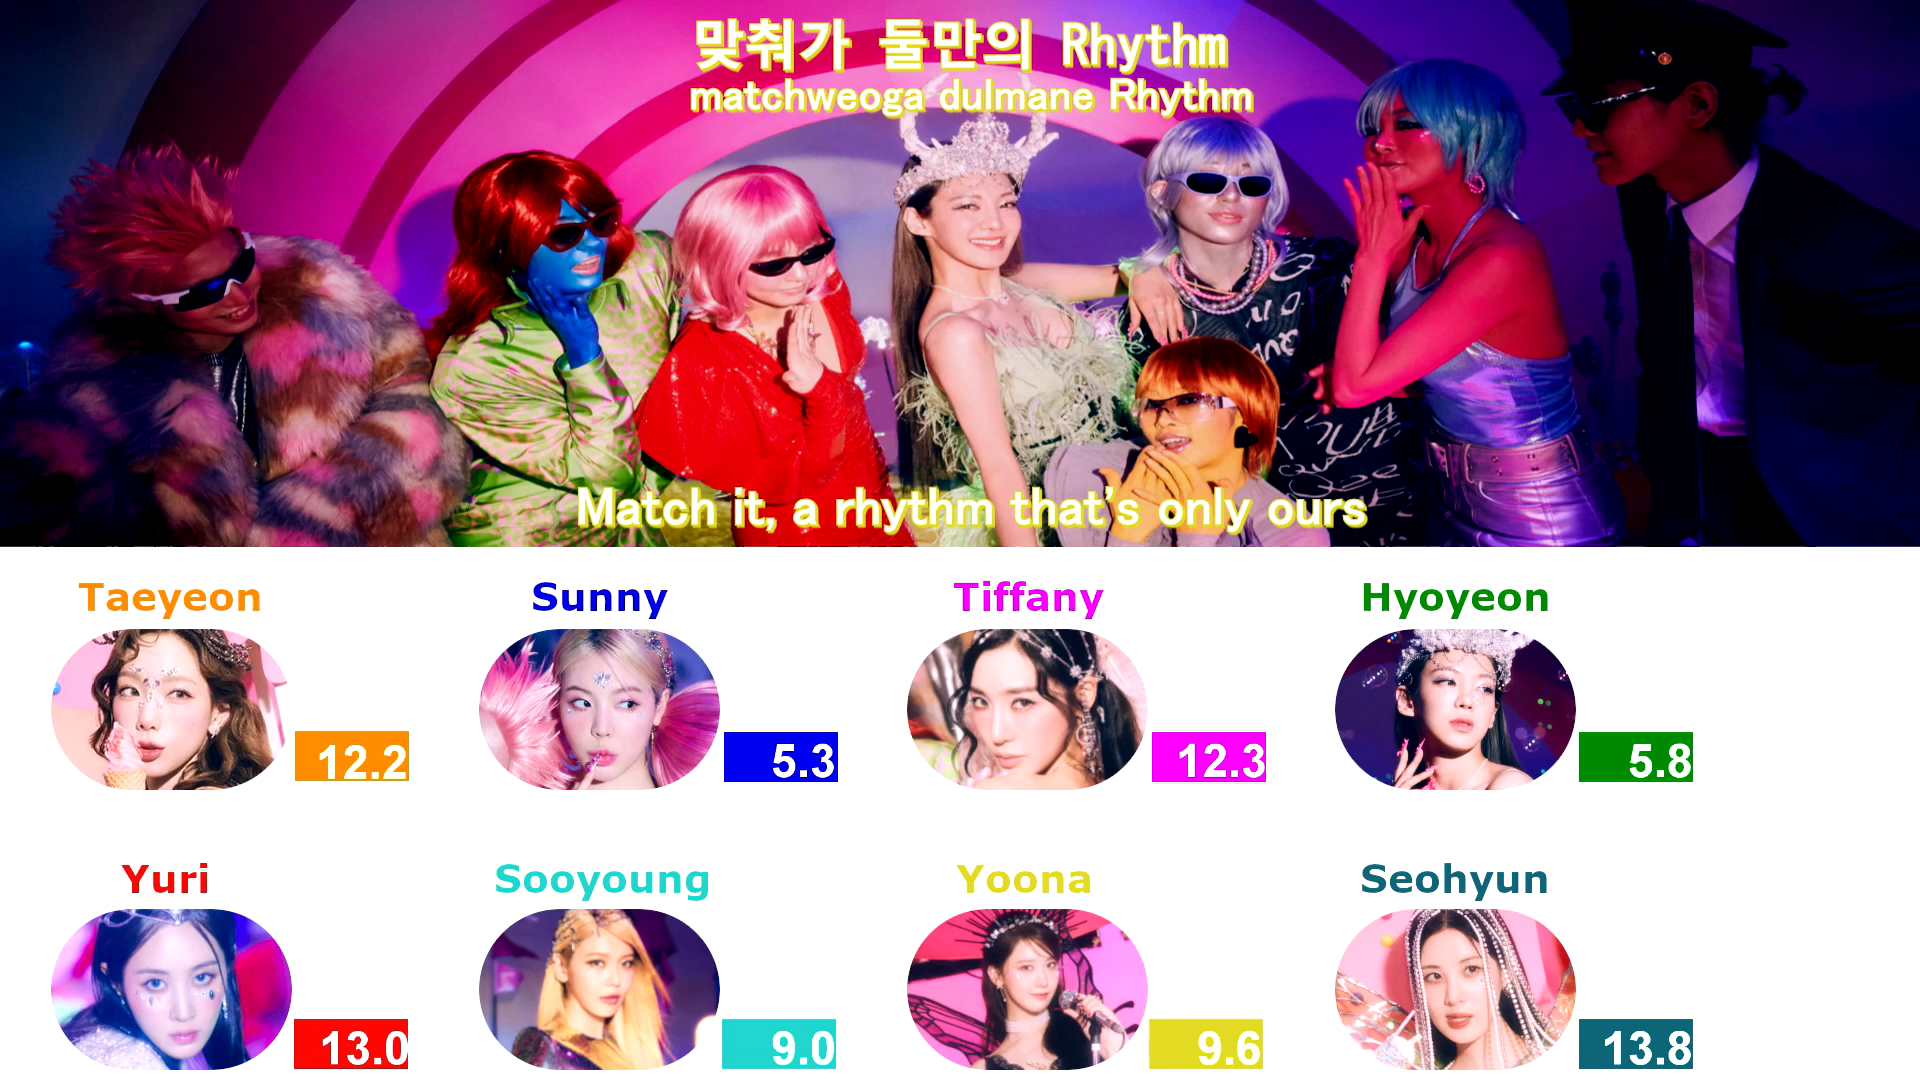 맞춰가 둘만의 Rhythm
matchweoga dulmane Rhythm
Match it, a rhythm that's only ours
Taeyeon
Sunny
Tiffany
Hyoyeon
12.2
5.3
12.3
5.8
Yuri
Sooyoung
Yoona
Seohyun
13.0
9.0
9.6
13.8